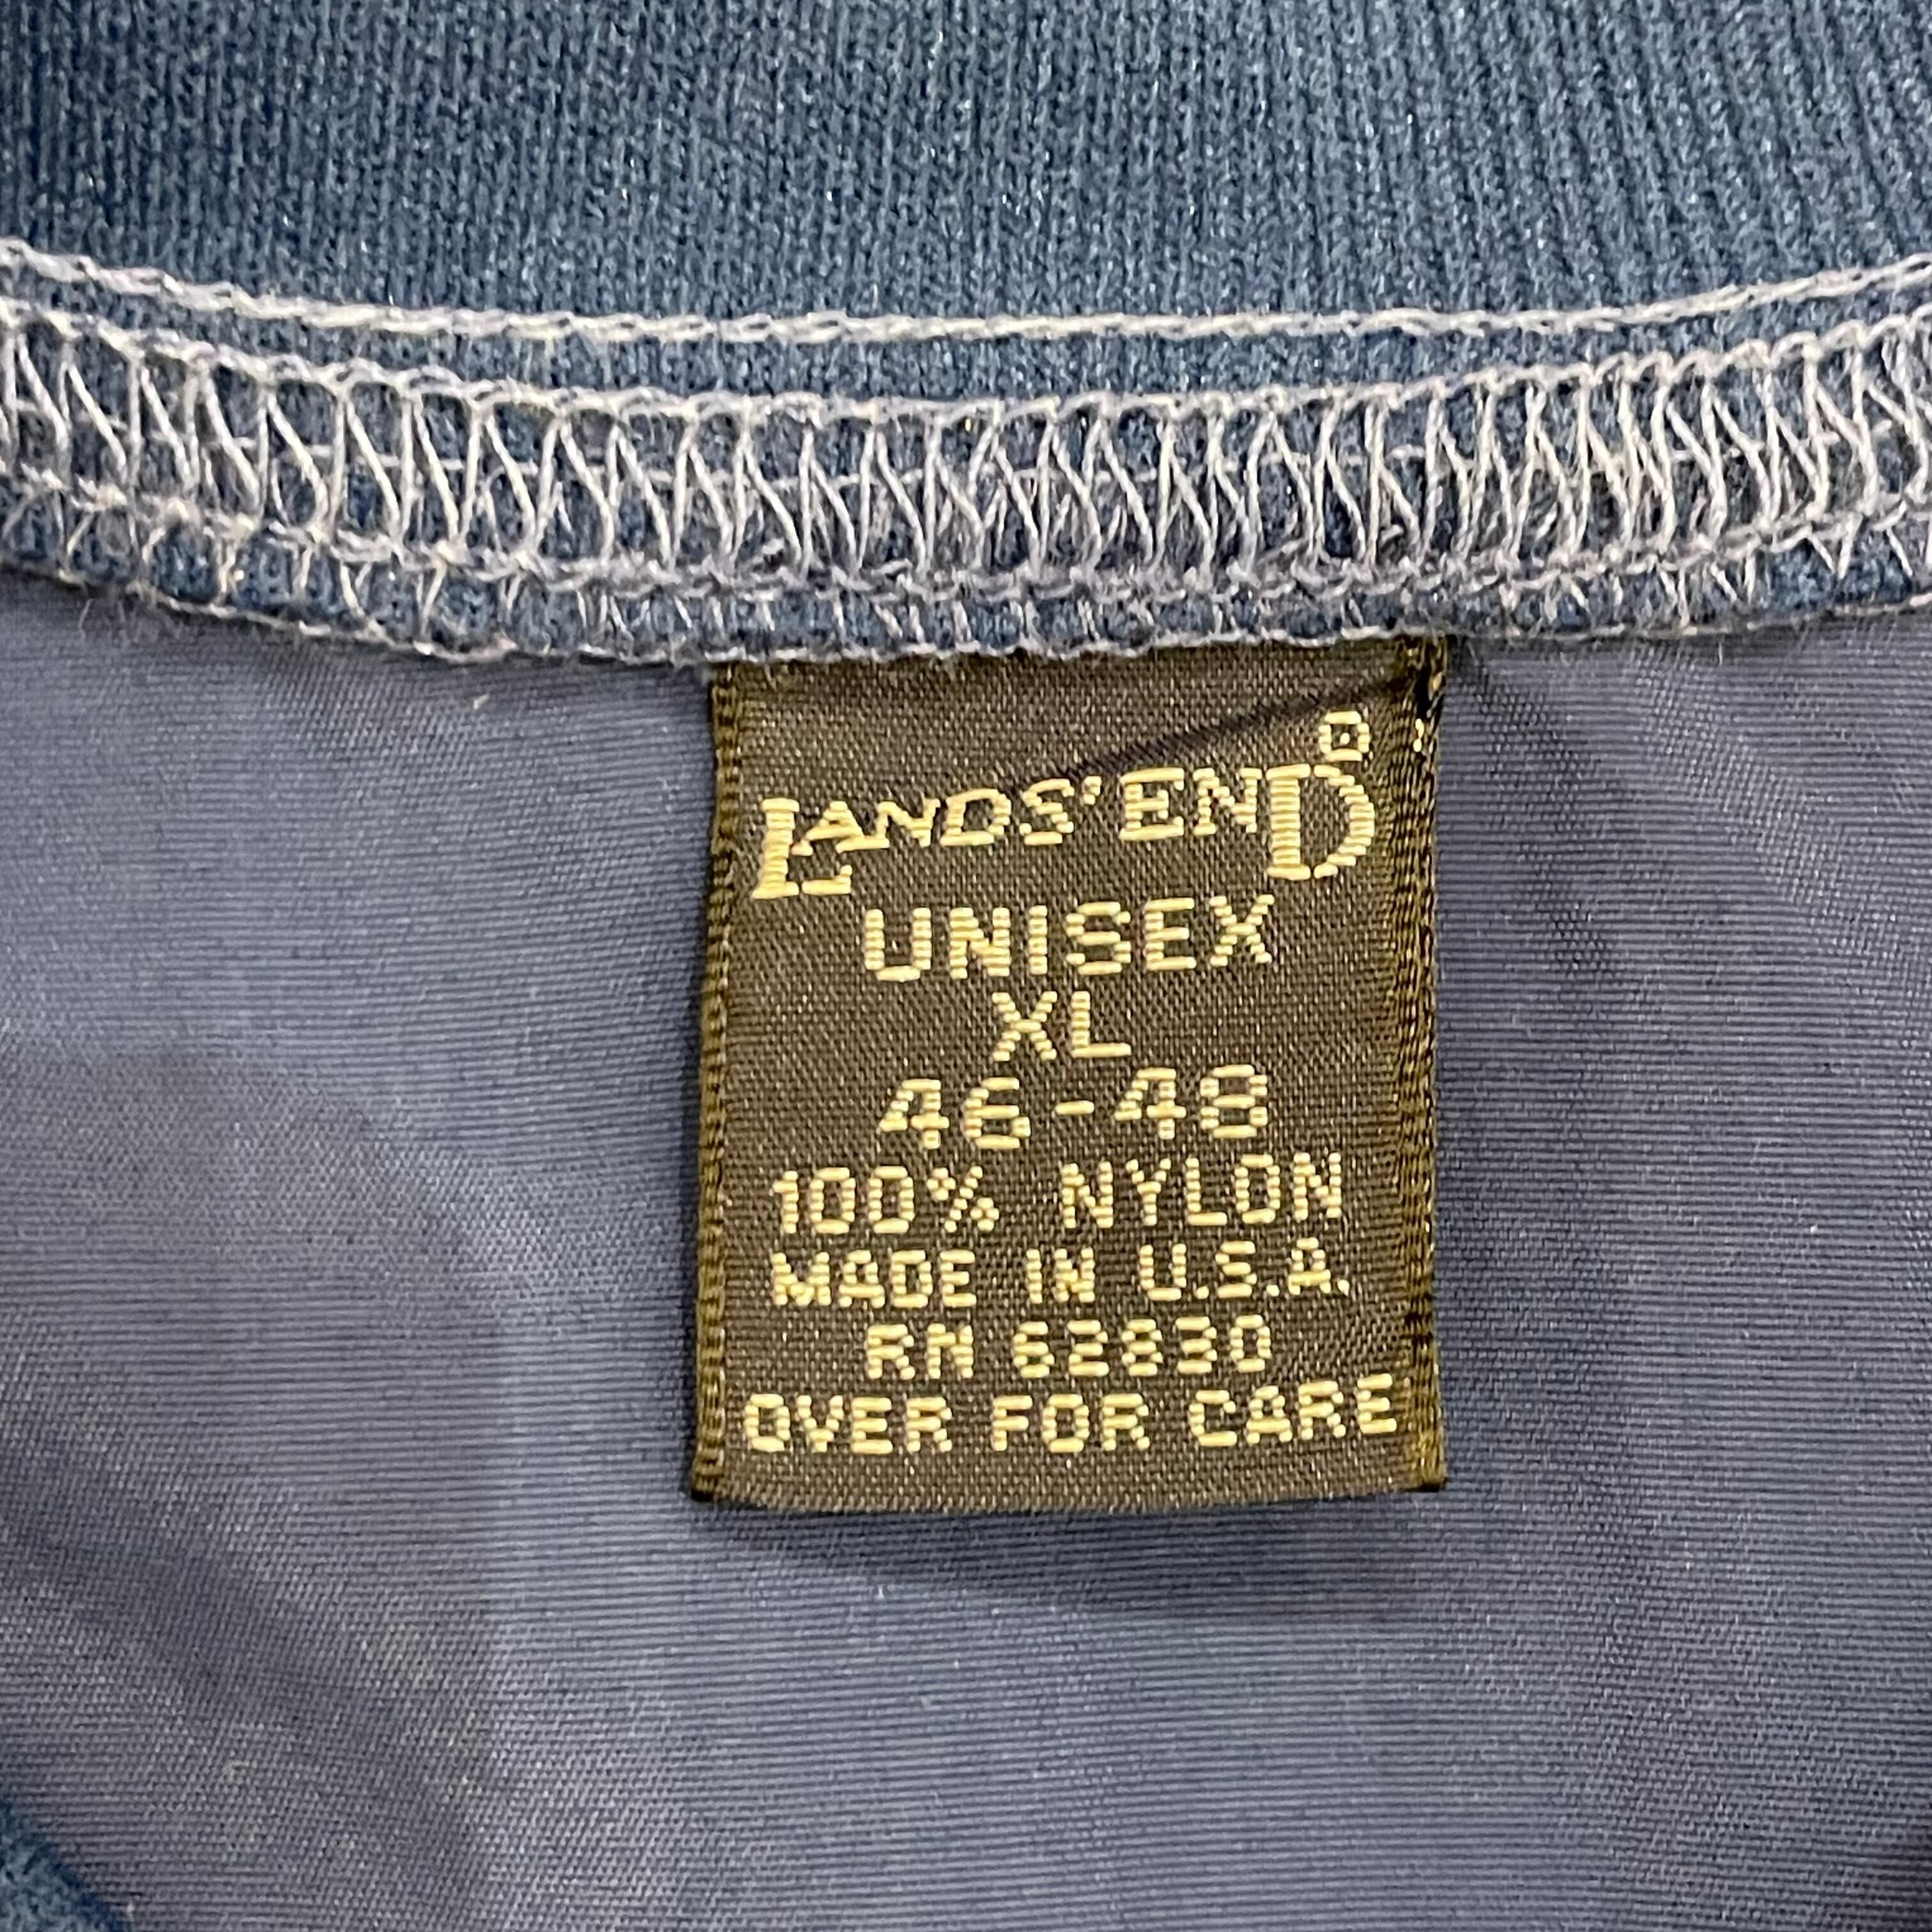 LANDS' END®
UNISEX
XL
46-48
100% NYLON
MADE IN U.S.A.
RN 62830
OVER FOR CARE